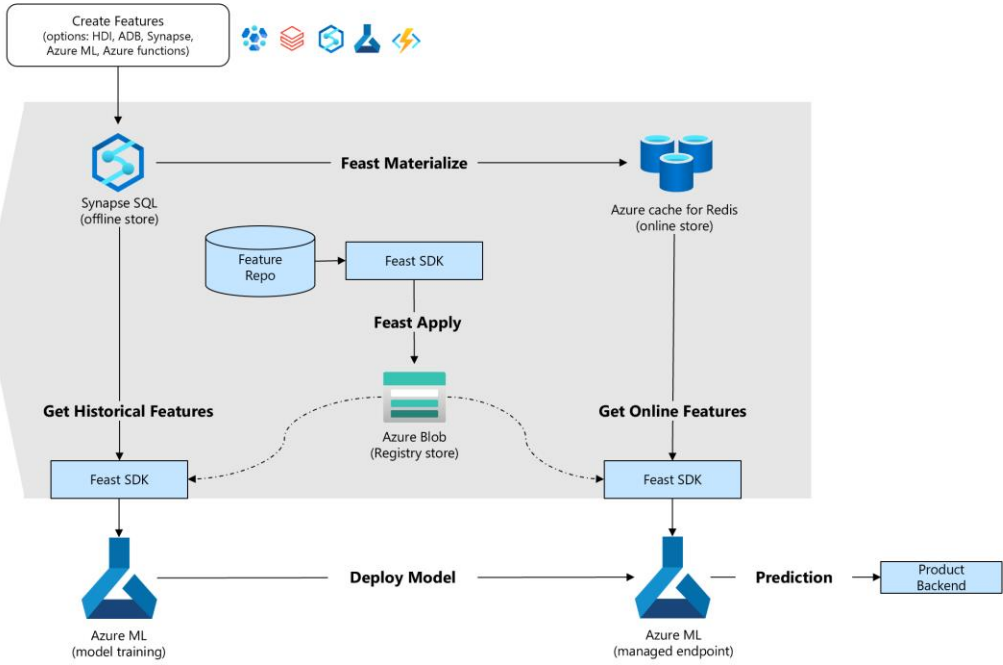 Create Features
(options: HDI, ADB, Synapse,
Azure ML, Azure functions)
Feast Materialize
Synapse SQL
(offline store)
Azure cache for Redis
(online store)
Feature
Repo
Feast SDK
Feast Apply
Get Historical Features
Get Online Features
Azure Blob
(Registry store)
Feast SDK
Feast SDK
Deploy Model
Prediction
Product
Backend
Azure ML
(model training)
Azure ML
(managed endpoint)